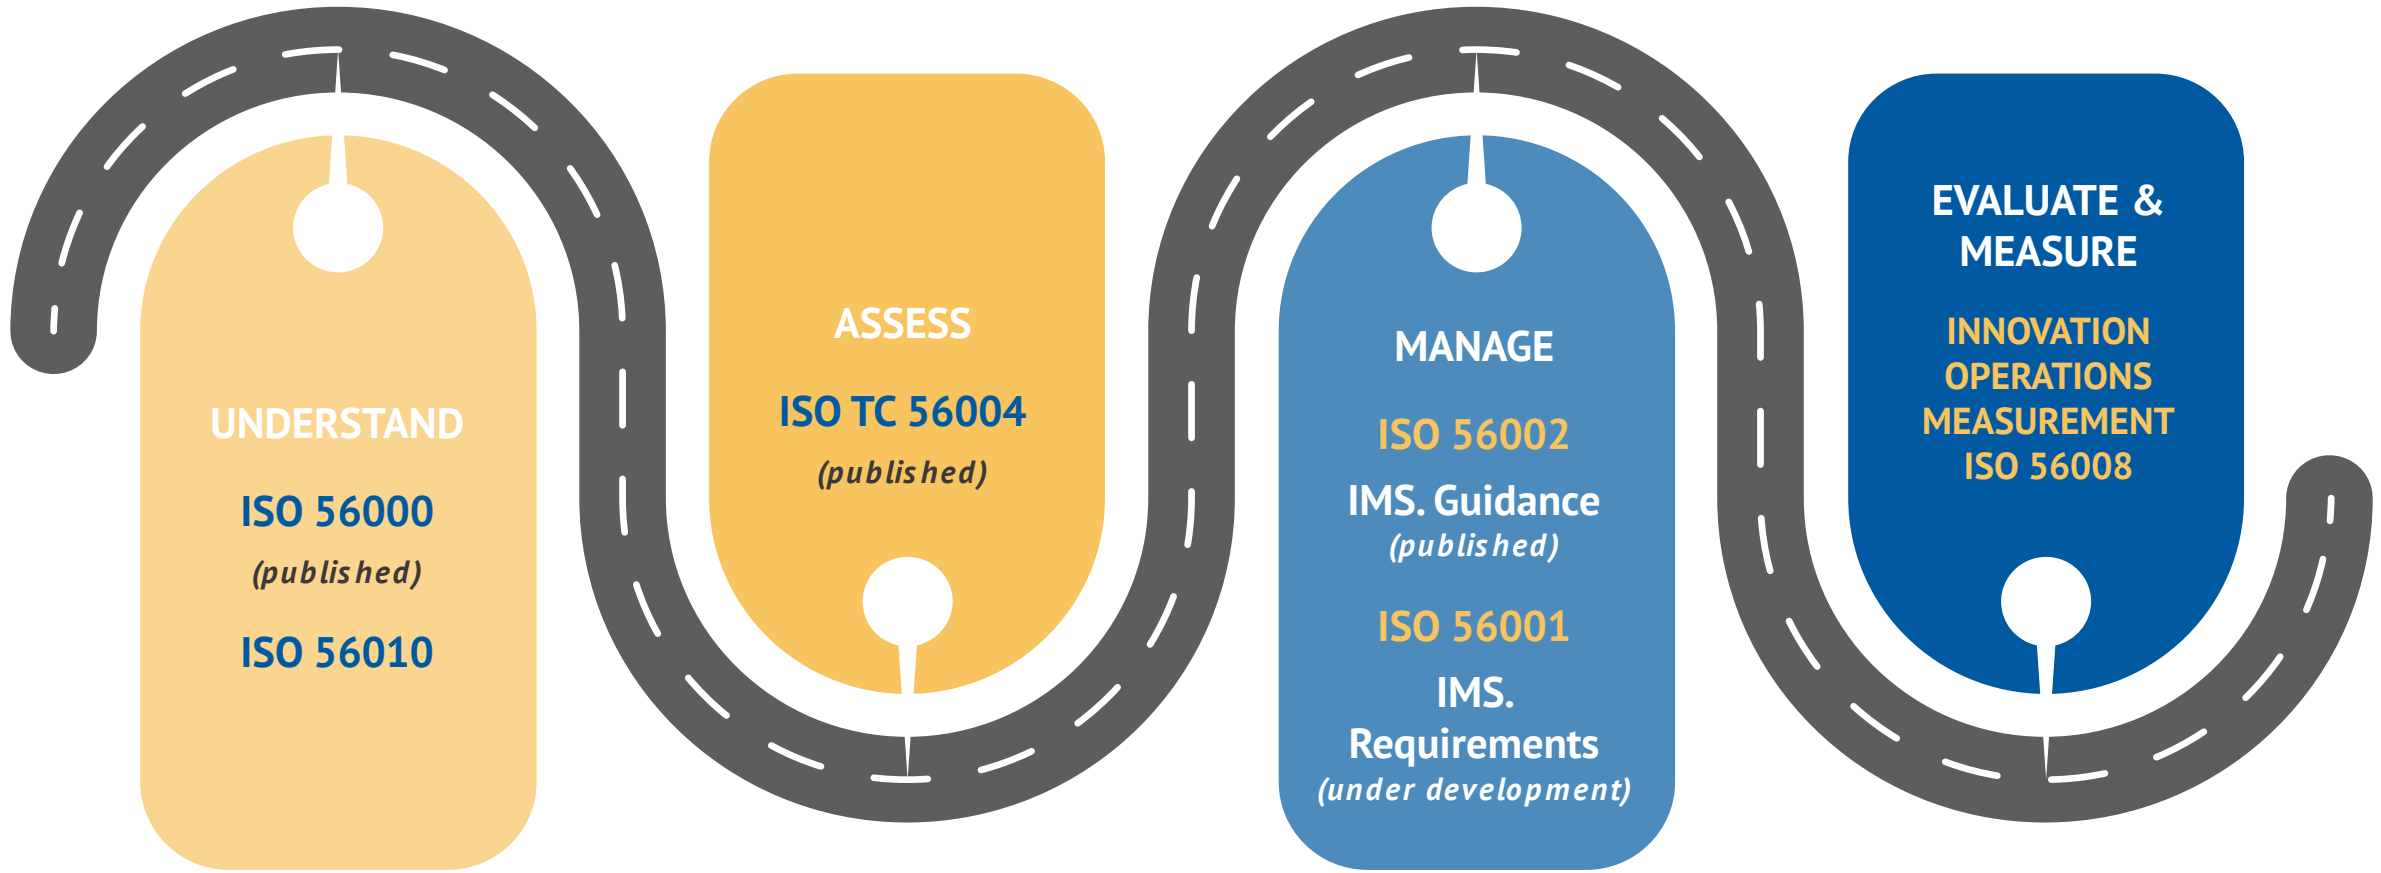 UNDERSTAND
ISO 56000
(published)
ISO 56010
ASSESS
ISO TC 56004
(published)
MANAGE
ISO 56002
IMS. Guidance
(published)
ISO 56001
IMS.
Requirements
(under development)
EVALUATE &
MEASURE
INNOVATION
OPERATIONS
MEASUREMENT
ISO 56008